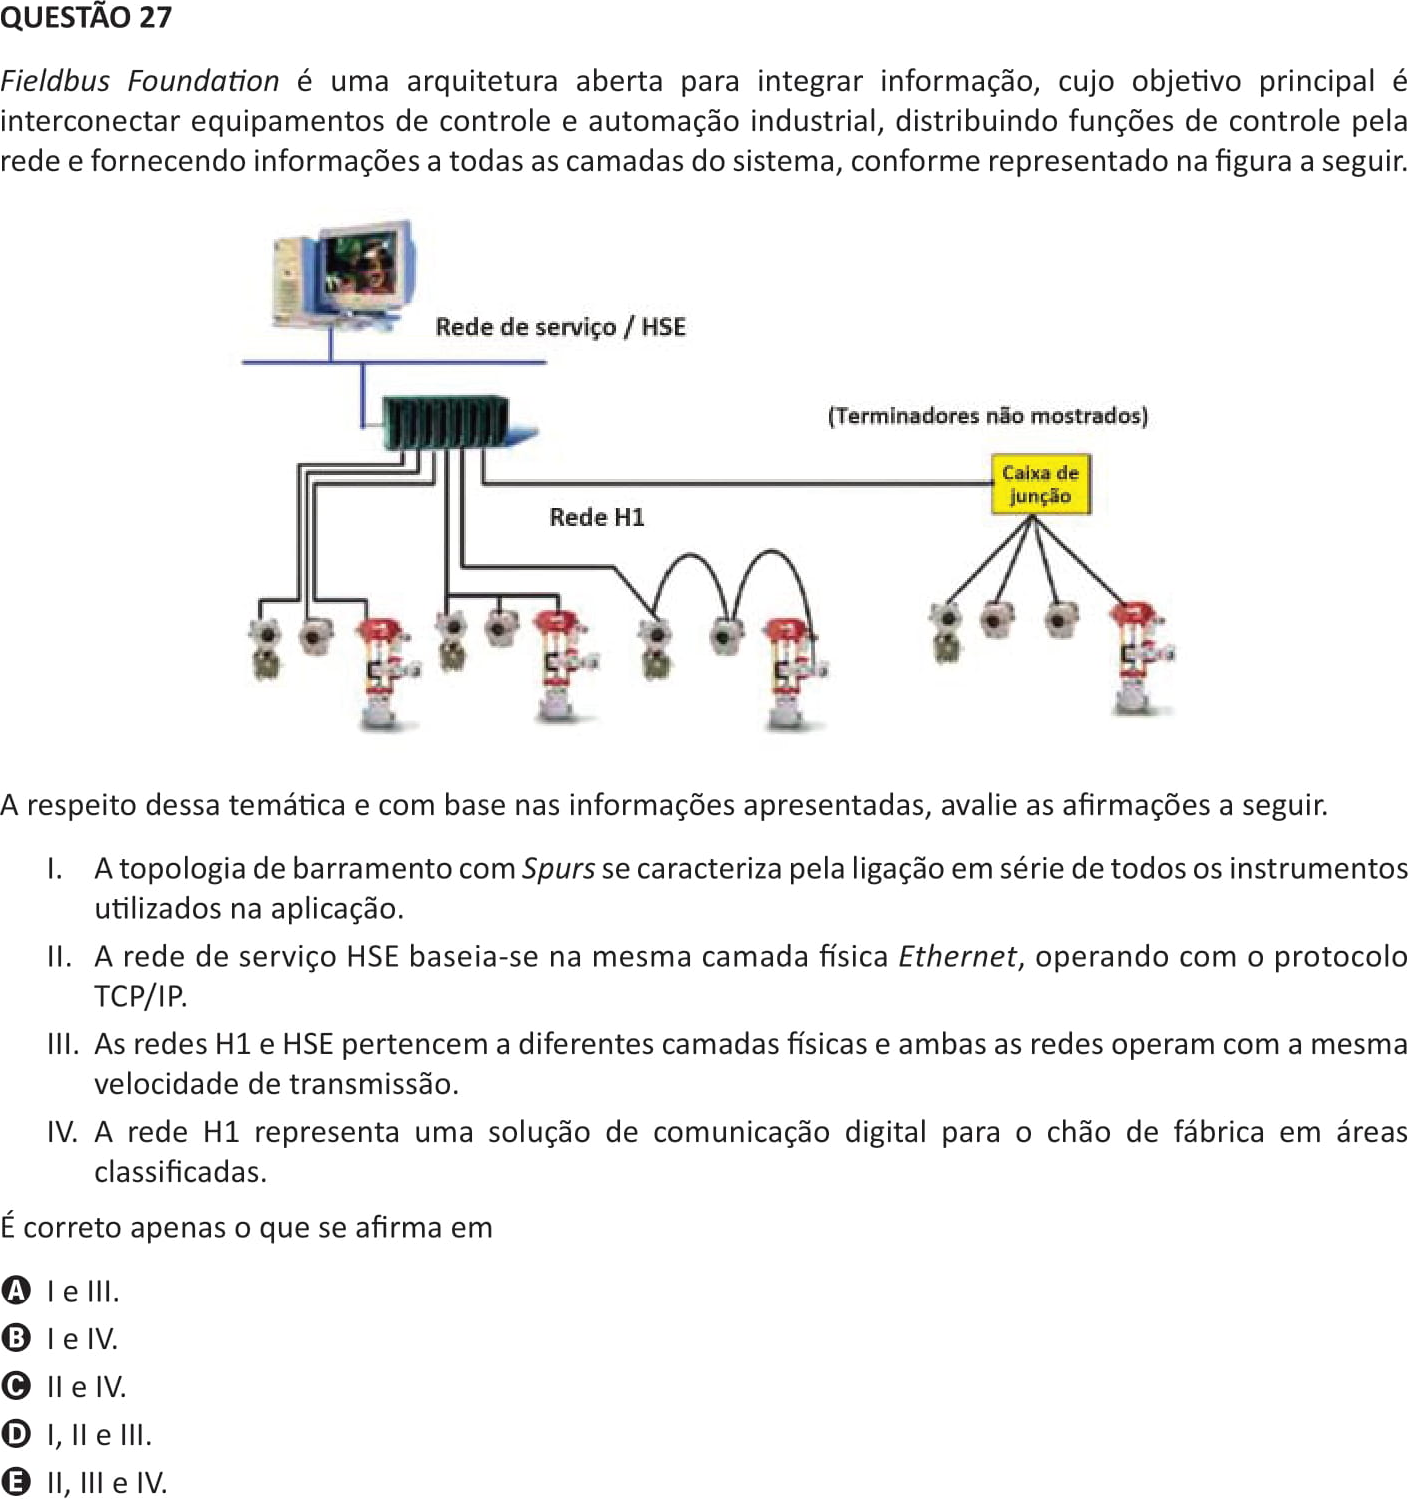 QUESTÃO 27
Fieldbus Foundation é uma arquitetura aberta para integrar informação, cujo objetivo principal é
interconectar equipamentos de controle e automação industrial, distribuindo funções de controle pela
rede e fornecendo informações a todas as camadas do sistema, conforme representado na figura a seguir.
Rede de serviço / HSE
(Terminadores não mostrados)
Caixa de
junção
Rede H1
A respeito dessa temática e com base nas informações apresentadas, avalie as afirmações a seguir.
I. A topologia de barramento com Spurs se caracteriza pela ligação em série de todos os instrumentos
utilizados na aplicação.
II. A rede de serviço HSE baseia-se na mesma camada física Ethernet, operando com o protocolo
TCP/IP.
III. As redes H1 e HSE pertencem a diferentes camadas físicas e ambas as redes operam com a mesma
velocidade de transmissão.
IV. A rede H1 representa uma solução de comunicação digital para o chão de fábrica em áreas
classificadas.
É correto apenas o que se afirma em
A I e III.
B I e IV.
C II e IV.
D I, II e III.
E II, III e IV.